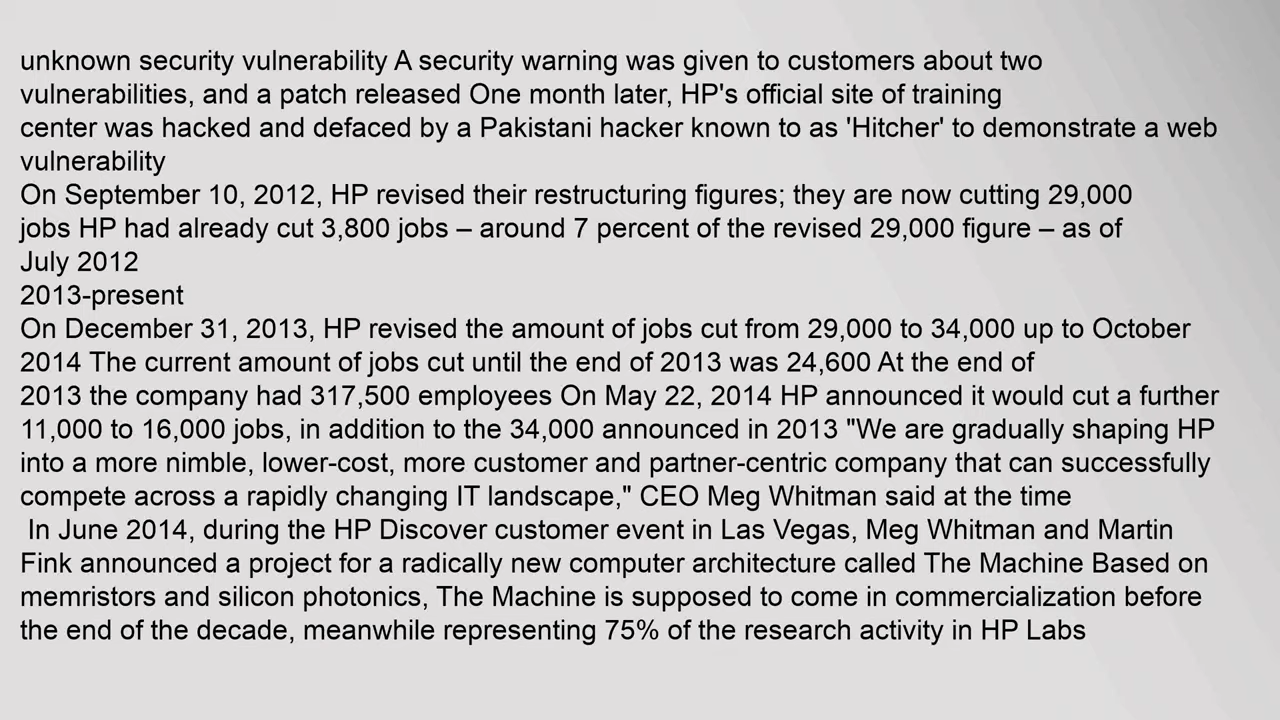 unknown security vulnerability A security warning was given to customers about two
vulnerabilities, and a patch released One month later, HP's official site of training
center was hacked and defaced by a Pakistani hacker known to as 'Hitcher' to demonstrate a web
vulnerability
On September 10, 2012, HP revised their restructuring figures; they are now cutting 29,000
jobs HP had already cut 3,800 jobs – around 7 percent of the revised 29,000 figure – as of
July 2012
2013-present
On December 31, 2013, HP revised the amount of jobs cut from 29,000 to 34,000 up to October
2014 The current amount of jobs cut until the end of 2013 was 24,600 At the end of
2013 the company had 317,500 employees On May 22, 2014 HP announced it would cut a further
11,000 to 16,000 jobs, in addition to the 34,000 announced in 2013 "We are gradually shaping HP
into a more nimble, lower-cost, more customer and partner-centric company that can successfully
compete across a rapidly changing IT landscape," CEO Meg Whitman said at the time
In June 2014, during the HP Discover customer event in Las Vegas, Meg Whitman and Martin
Fink announced a project for a radically new computer architecture called The Machine Based on
memristors and silicon photonics, The Machine is supposed to come in commercialization before
the end of the decade, meanwhile representing 75% of the research activity in HP Labs